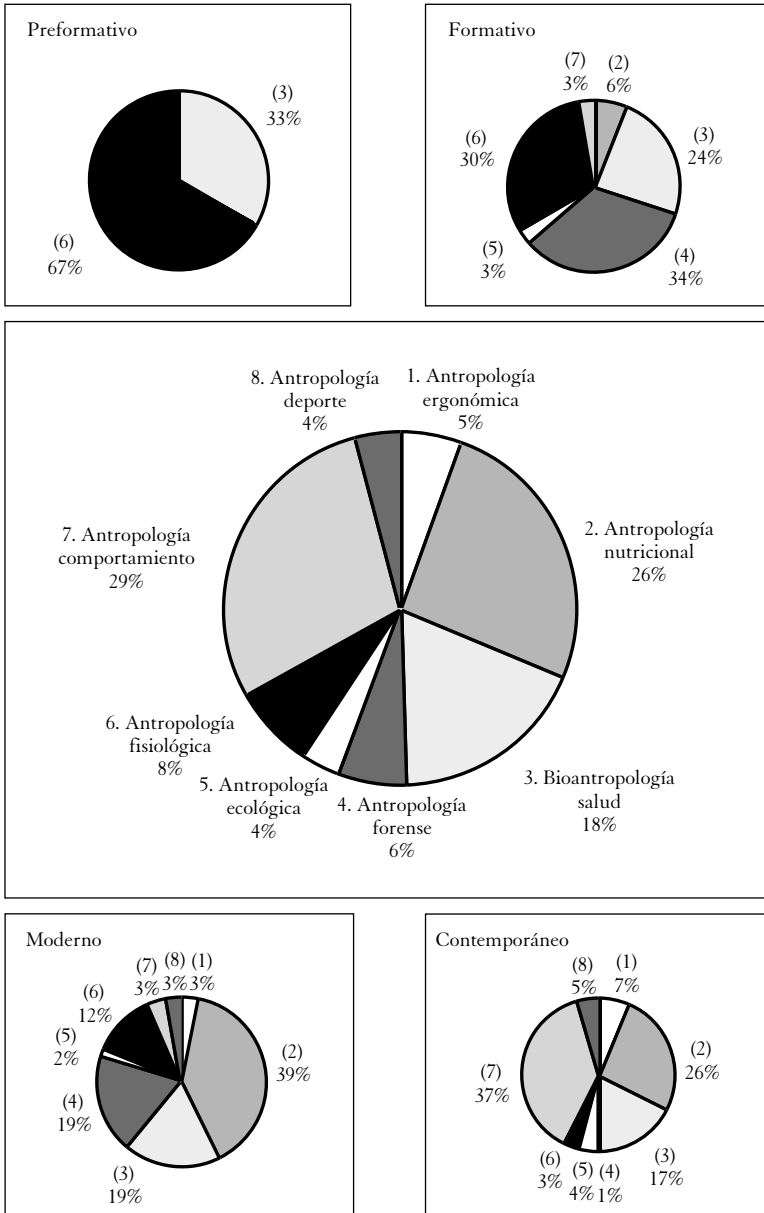 Preformativo
(3)
33%
(6)
67%
Formativo
(7)
3%
(2)
6%
(3)
24%
(6)
30%
(5)
3%
(4)
34%
8. Antropología
deporte
4%
1. Antropología
ergonómica
5%
2. Antropología
nutricional
26%
7. Antropología
comportamiento
29%
6. Antropología
fisiológica
8%
5. Antropología
ecológica
4%
4. Antropología
forense
6%
3. Bioantropología
salud
18%
Moderno
(8)
3%
(1)
3%
(7)
3%
(6)
12%
(5)
2%
(4)
19%
(3)
19%
(2)
39%
Contemporáneo
(8)
5%
(1)
7%
(2)
26%
(7)
37%
(6)
3%
(5)
4%
(4)
1%
(3)
17%